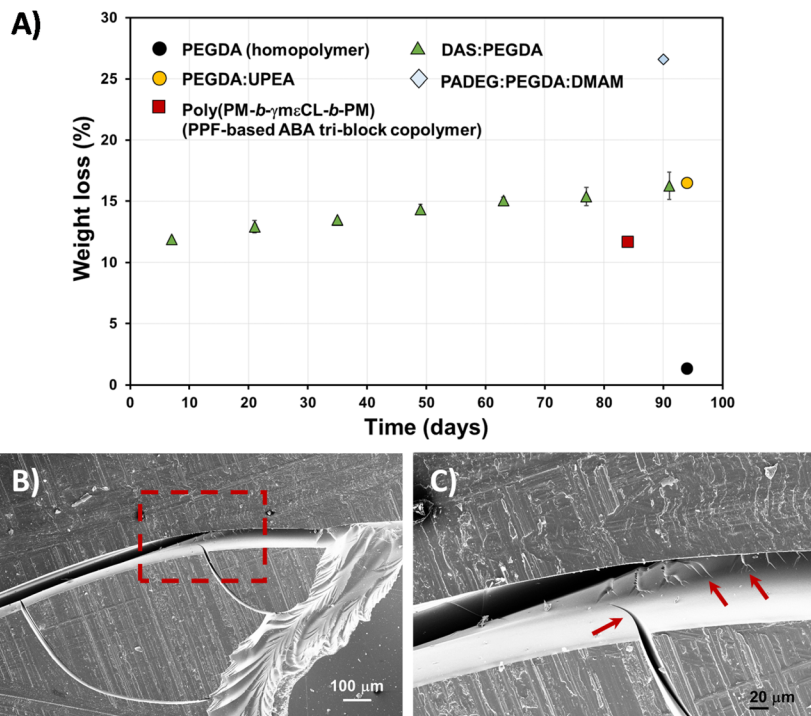 A)
PEGDA (homopolymer)
DAS:PEGDA
PEGDA:UPEA
PADEG:PEGDA:DMAM
Poly(PM-b-γmεCL-b-PM)
(PPF-based ABA tri-block copolymer)
Weight loss (%)
30
25
20
15
10
5
0
0 10 20 30 40 50 60 70 80 90 100
Time (days)
B)
100 µm
C)
20 µm